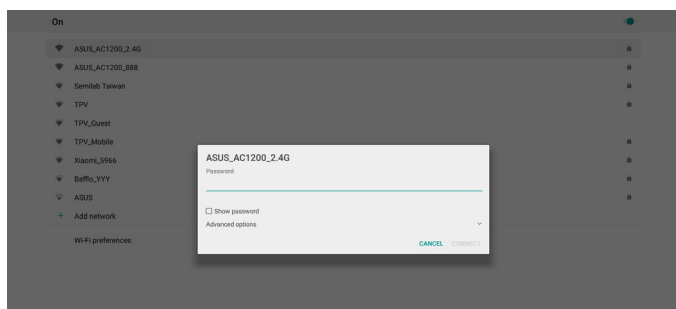 On
ASUS_AC1200_2.4G
ASUS_AC1200_888
Semilab Taiwan
TPV
TPV_Guest
TPV_Mobile
Xiaomi_5966
Baffio_YYY
ASUS
+ Add network
Wi-Fi preferences
ASUS_AC1200_2.4G
Password
Show password
Advanced options
CANCEL CONNECT